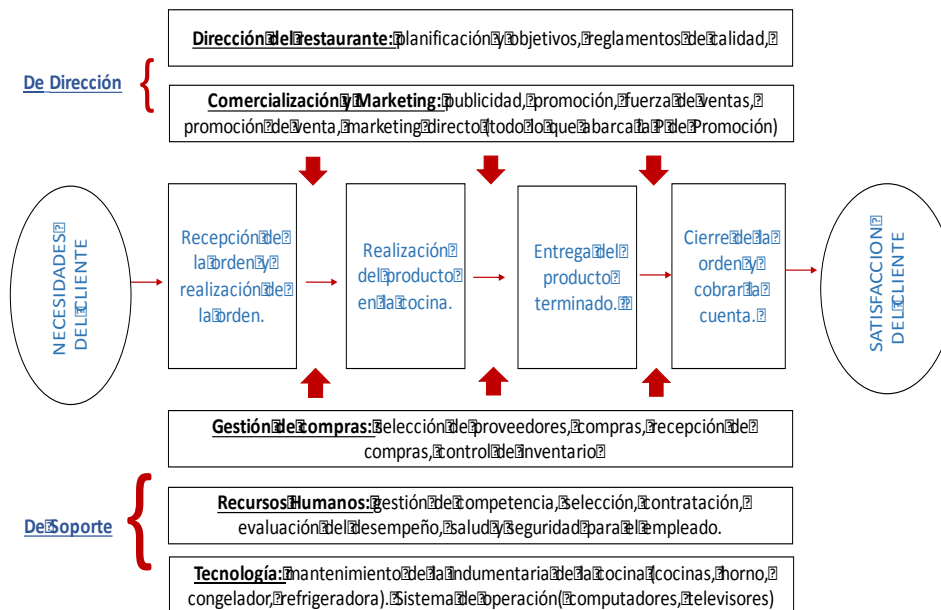 Dirección del restaurante: planificación y objetivos, reglamentos de calidad,
De Dirección
Comercialización y Marketing: publicidad, promoción, fuerza de ventas,
promoción de venta, marketing directo (todo lo que abarca la P de Promoción)
NECESIDADES
DEL CLIENTE
Recepción de
la orden y
realización de
la orden.
Realización
del producto
en la cocina.
Entrega del
producto
terminado.
Cierre de la
orden y
cobrar la
cuenta.
SATISFACCION
DEL CLIENTE
Gestión de compras: selección de proveedores, compras, recepción de
compras, control de inventario
De Soporte
Recursos Humanos: gestión de competencia, selección, contratación,
evaluación del desempeño, salud y seguridad para el empleado.
Tecnología: mantenimiento de la indumentaria de la cocina (cocinas, horno,
congelador, refrigeradora). Sistema de operación( computadores, televisores)